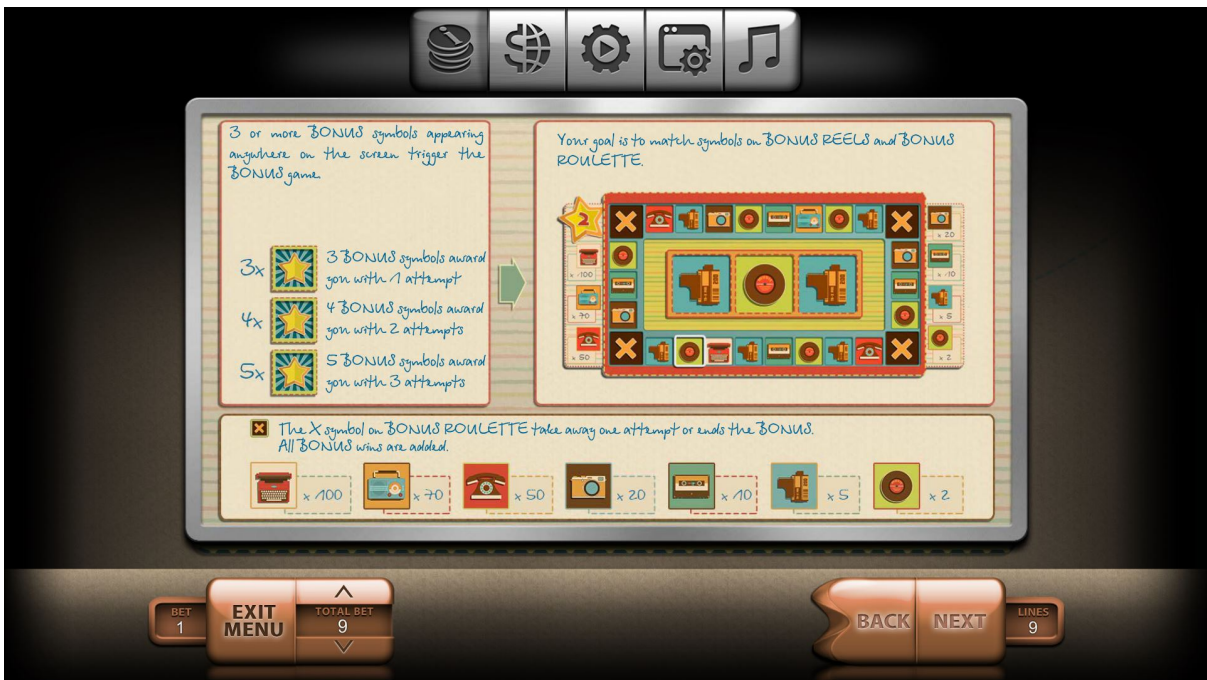 3 or more BONUS symbols appearing
anywhere on the screen trigger the
BONUS game.
3x
3 BONUS symbols award
you with 1 attempt
4x
4 BONUS symbols award
you with 2 attempts
5x
5 BONUS symbols award
you with 3 attempts
Your goal is to match symbols on BONUS REELS and BONUS
ROULETTE.
2
x 100
x 70
x 50
x 20
x 10
x 5
x 2
The X symbol on BONUS ROULETTE take away one attempt or ends the BONUS.
All BONUS wins are added.
x 100
x 70
x 50
x 20
x 10
x 5
x 2
BET
1
EXIT
MENU
TOTAL BET
9
BACK
NEXT
LINES
9